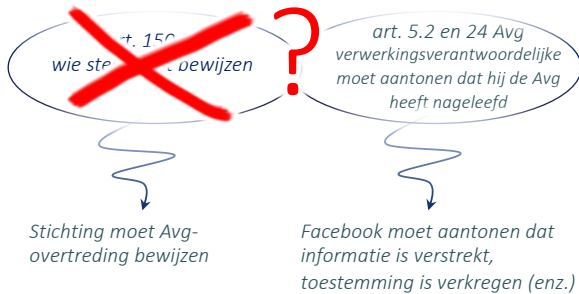 art. 150
wie bewijzen
?
art. 5.2 en 24 Avg
verwerkingsverantwoordelijke
moet aantonen dat hij de Avg
heeft nageleefd
Stichting moet Avg-
overtreding bewijzen
Facebook moet aantonen dat
informatie is verstrekt,
toestemming is verkregen (enz.)